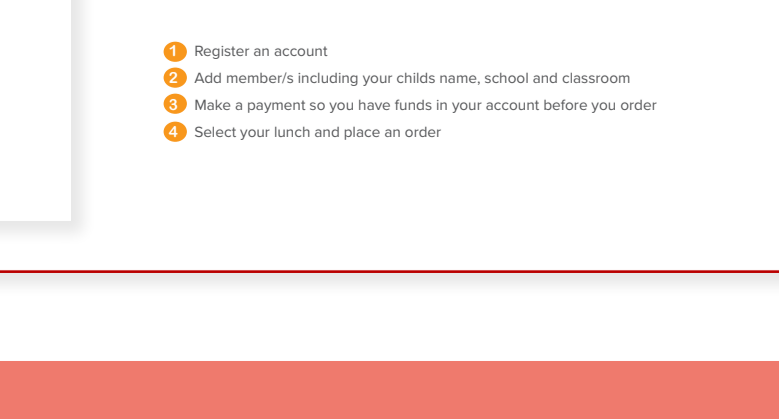 1 Register an account
2 Add member/s including your childs name, school and classroom
3 Make a payment so you have funds in your account before you order
4 Select your lunch and place an order